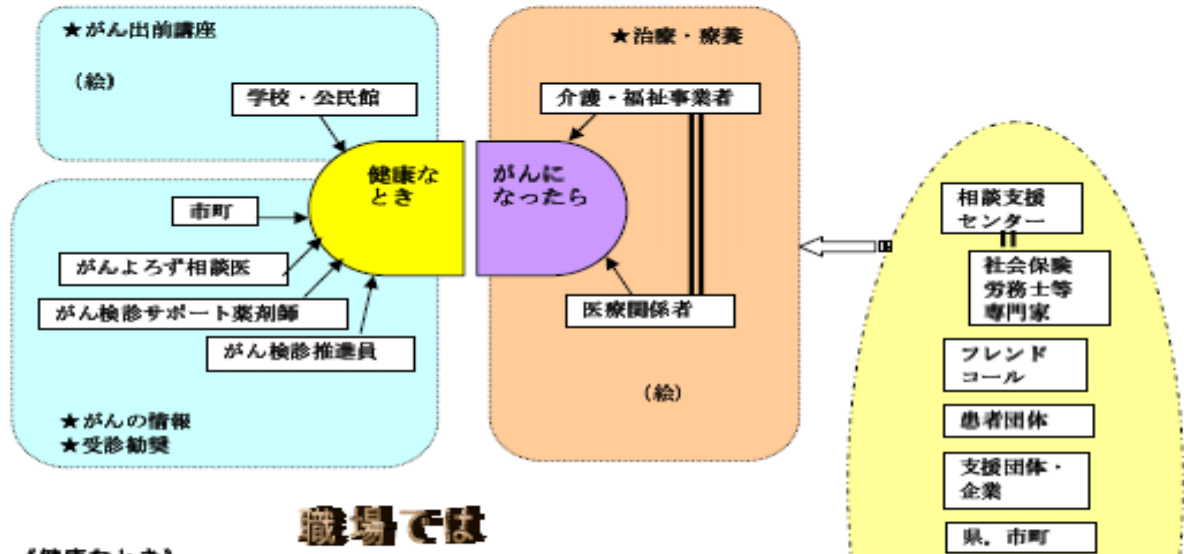 ★がん出前講座
（絵）
学校・公民館
健康な
とき
市町
がんよろず相談医
がん検診サポート薬剤師
がん検診推進員
★がんの情報
★受診勧奨
★治療・療養
介護・福祉事業者
がんに
なったら
医療関係者
（絵）
相談支援
センター
社会保険
労務士等
専門家
フレンド
コール
患者団体
支援団体・
企業
県，市町
職場では
《健康なとき》